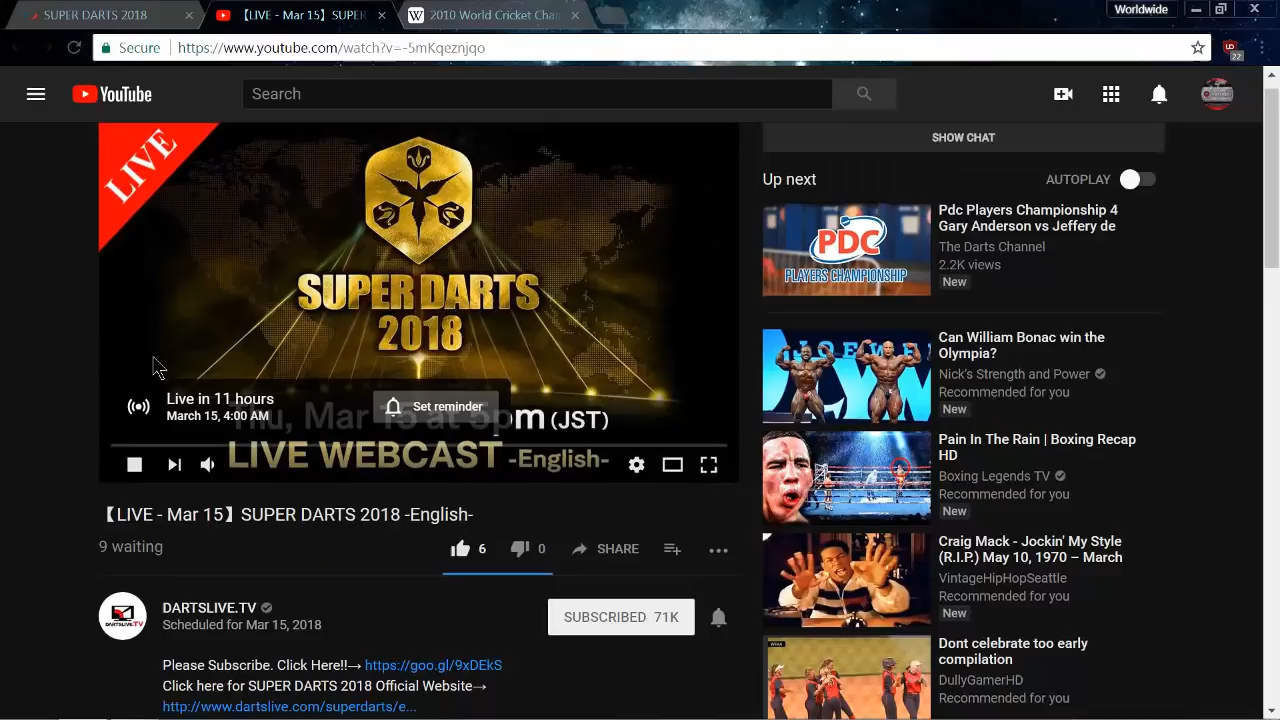 SUPER DARTS 2018
【LIVE - Mar 15】SUPER
2010 World Cricket Cha
Worldwide
Secure
https://www.youtube.com/watch?v=-5mKqeznjqo
22
YouTube
Search
LIVE
SUPER DARTS
2018
Live in 11 hours
March 15, 4:00 AM
Set reminder
Thu, Mar 15 at 5pm (JST)
LIVE WEBCAST -English-
【LIVE - Mar 15】SUPER DARTS 2018 -English-
9 waiting
6
0
SHARE
DARTSLIVE.TV
Scheduled for Mar 15, 2018
SUBSCRIBED 71K
Please Subscribe. Click Here!!→ https://goo.gl/9xDEkS
Click here for SUPER DARTS 2018 Official Website→
http://www.dartslive.com/superdarts/e...
SHOW CHAT
Up next
AUTOPLAY
PDC
PLAYERS CHAMPIONSHIP
Pdc Players Championship 4
Gary Anderson vs Jeffery de
The Darts Channel
2.2K views
New
Can William Bonac win the
Olympia?
Nick's Strength and Power
Recommended for you
New
Pain In The Rain | Boxing Recap
HD
Boxing Legends TV
Recommended for you
New
Craig Mack - Jockin' My Style
(R.I.P.) May 10, 1970 – March
VintageHipHopSeattle
Recommended for you
New
Dont celebrate too early
compilation
DullyGamerHD
Recommended for you